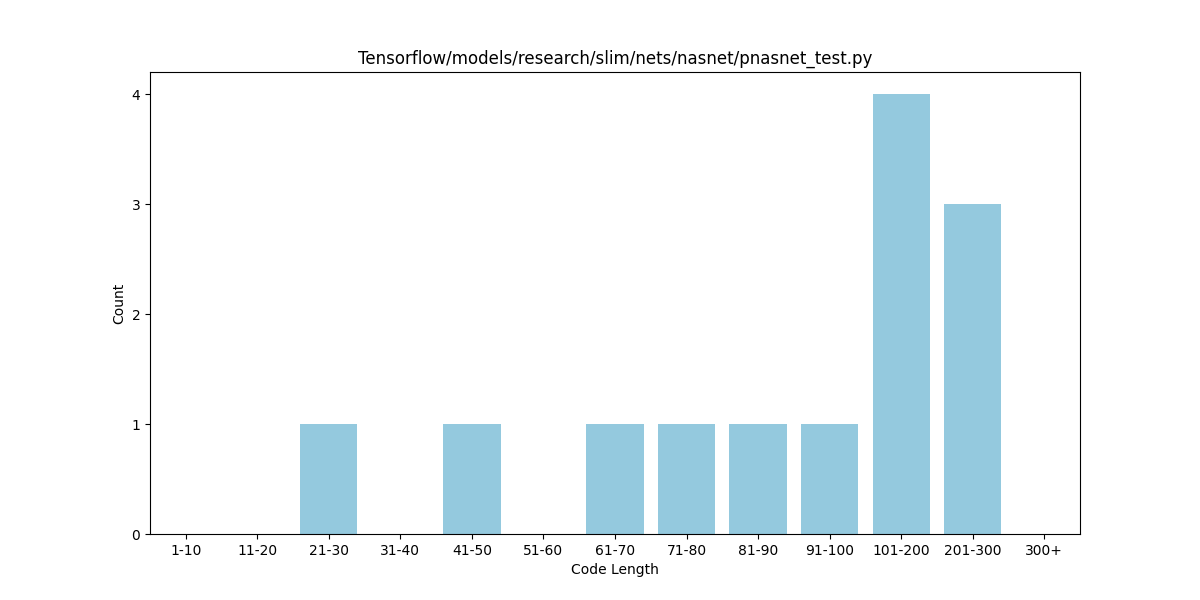 Tensorflow/models/research/slim/nets/nasnet/pnasnet_test.py
4
3
2
1
0
Count
1-10 11-20 21-30 31-40 41-50 51-60 61-70 71-80 81-90 91-100 101-200 201-300 300+
Code Length